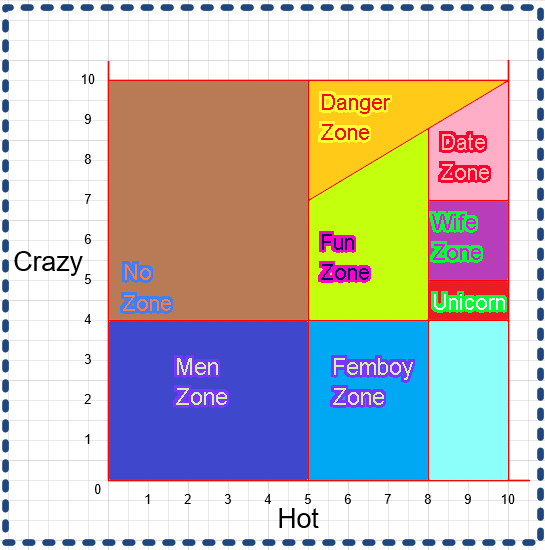 10
Danger
Zone
9
Date
Zone
8
7
Wife
Zone
6
Fun
Zone
Crazy
No
Zone
5
Unicorn
4
Men
Zone
Femboy
Zone
3
2
1
0
1 2 3 4 5 6 7 8 9 10
Hot